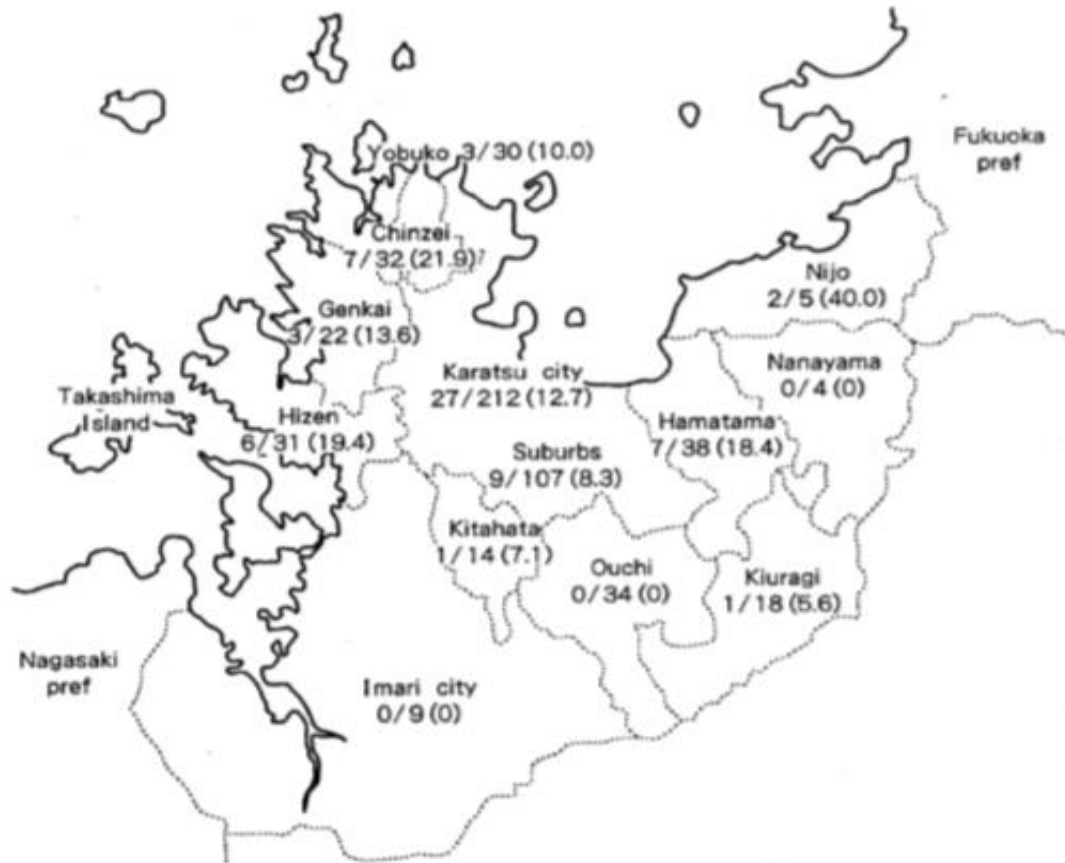 Yobuko 3/30 (10.0)
Fukuoka
pref
Chinzei
7/32 (21.9)
Nijo
2/5 (40.0)
Genkai
3/22 (13.6)
Nanayama
0/4 (0)
Karatsu city
27/212 (12.7)
Takashima
Island
Hizen
6/31 (19.4)
Hamatama
7/38 (18.4)
Suburbs
9/107 (8.3)
Kitahata
1/14 (7.1)
Ouchi
0/34 (0)
Kiuragi
1/18 (5.6)
Nagasaki
pref
Imari city
0/9 (0)